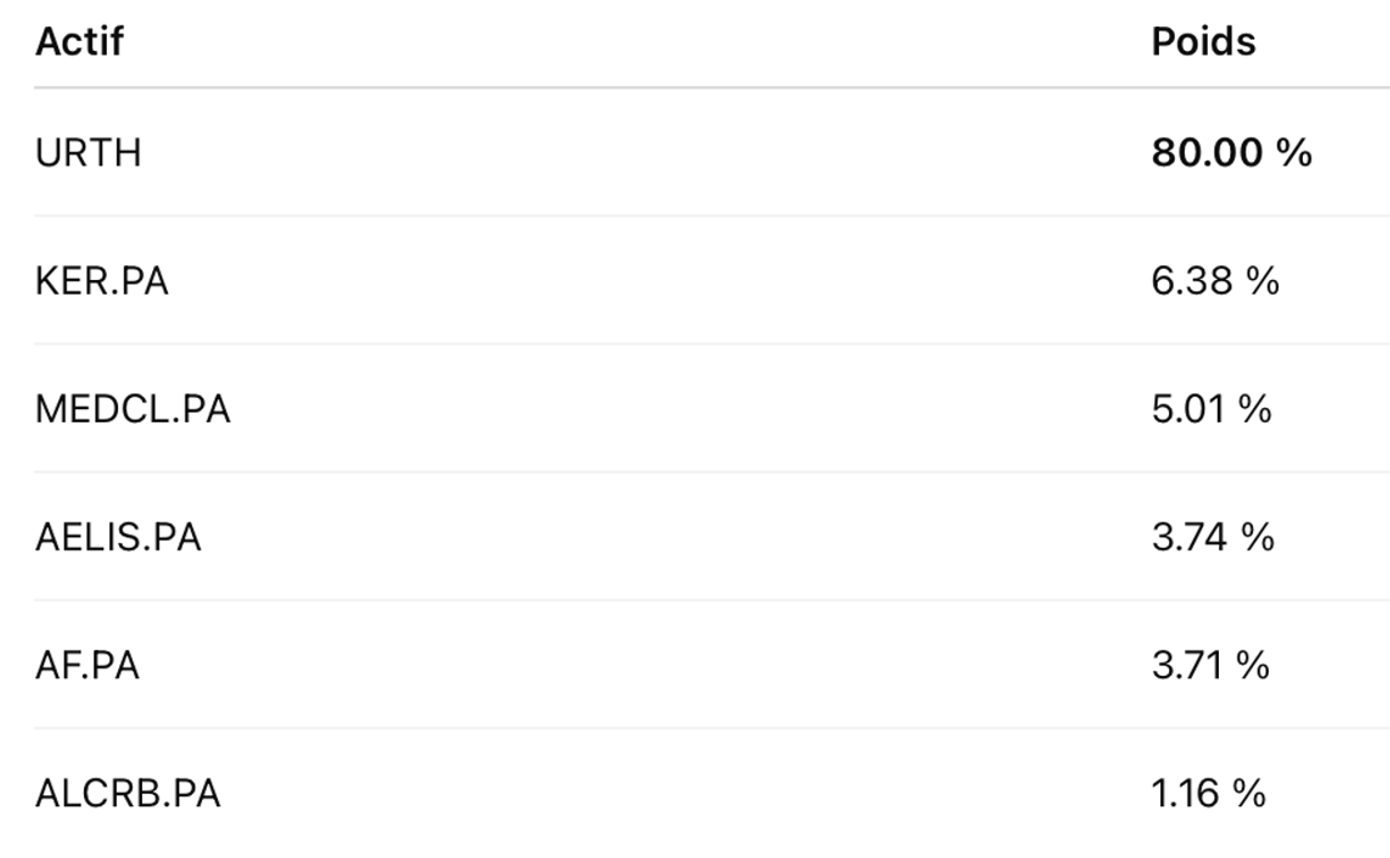 Actif Poids
URTH 80.00 %
KER.PA 6.38 %
MEDCL.PA 5.01 %
AELIS.PA 3.74 %
AF.PA 3.71 %
ALCRB.PA 1.16 %